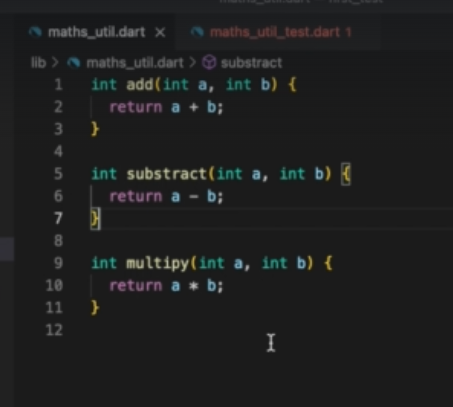 maths_util.dart ×
maths_util_test.dart 1
lib > maths_util.dart > substract
1 int add(int a, int b) {
2 return a + b;
3 }
4
5 int substract(int a, int b) {
6 return a - b;
7 }
8
9 int multipy(int a, int b) {
10 return a * b;
11 }
12